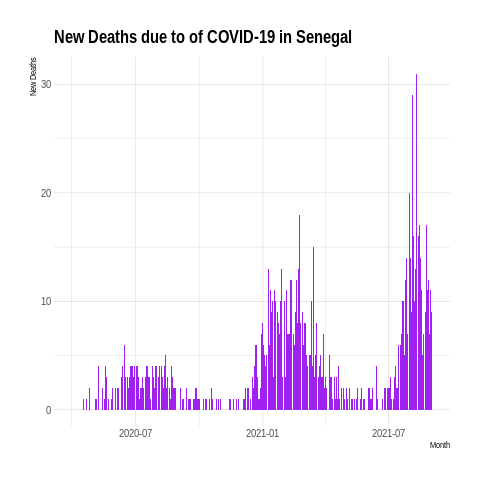 New Deaths due to of COVID-19 in Senegal
New Deaths
30
20
10
0
2020-07
2021-01
2021-07
Month